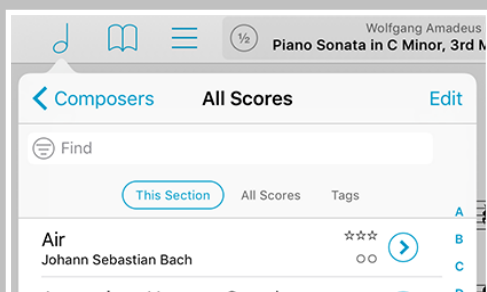 ½
Wolfgang Amadeus
Piano Sonata in C Minor, 3rd
Composers
All Scores
Edit
Find
This Section
All Scores
Tags
A
Air
B
Johann Sebastian Bach
C